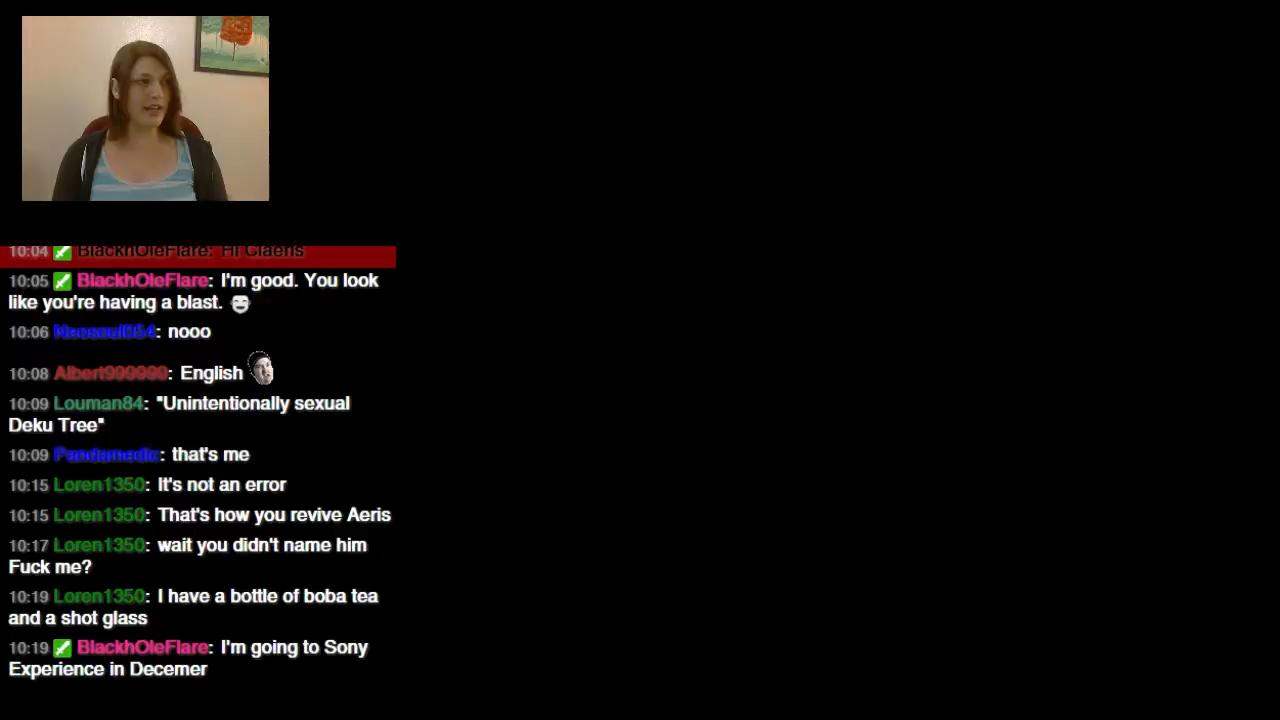 10:04 BlackhOleFlare: Hi Claeris
10:05 BlackhOleFlare: I'm good. You look
like you're having a blast.
10:06 Neosoul054: nooo
10:08 Albert999990: English
10:09 Louman84: "Unintentionally sexual
Deku Tree"
10:09 Pandamedic: that's me
10:15 Loren1350: It's not an error
10:15 Loren1350: That's how you revive Aeris
10:17 Loren1350: wait you didn't name him
Fuck me?
10:19 Loren1350: I have a bottle of boba tea
and a shot glass
10:19 BlackhOleFlare: I'm going to Sony
Experience in Decemer